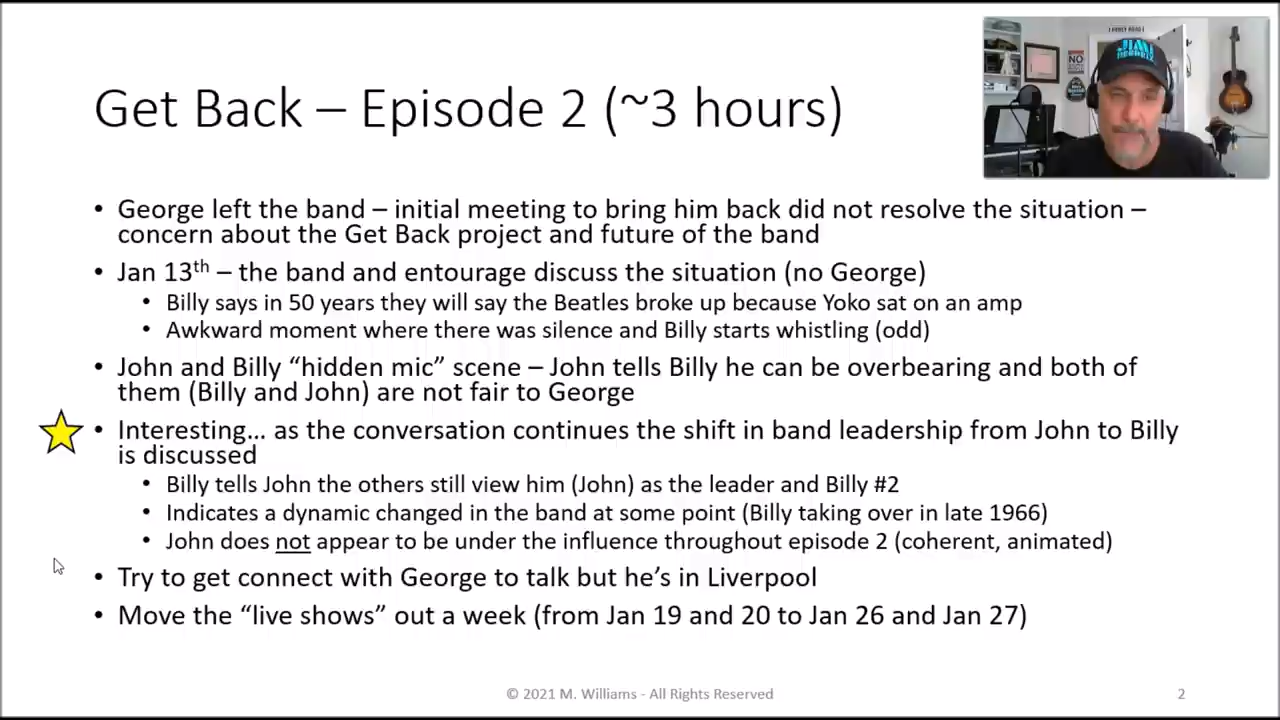 Get Back – Episode 2 (~3 hours)
• George left the band – initial meeting to bring him back did not resolve the situation –
concern about the Get Back project and future of the band
• Jan 13th – the band and entourage discuss the situation (no George)
• Billy says in 50 years they will say the Beatles broke up because Yoko sat on an amp
• Awkward moment where there was silence and Billy starts whistling (odd)
• John and Billy “hidden mic” scene – John tells Billy he can be overbearing and both of
them (Billy and John) are not fair to George
• Interesting… as the conversation continues the shift in band leadership from John to Billy
is discussed
• Billy tells John the others still view him (John) as the leader and Billy #2
• Indicates a dynamic changed in the band at some point (Billy taking over in late 1966)
• John does not appear to be under the influence throughout episode 2 (coherent, animated)
• Try to get connect with George to talk but he’s in Liverpool
• Move the “live shows” out a week (from Jan 19 and 20 to Jan 26 and Jan 27)
© 2021 M. Williams - All Rights Reserved
2